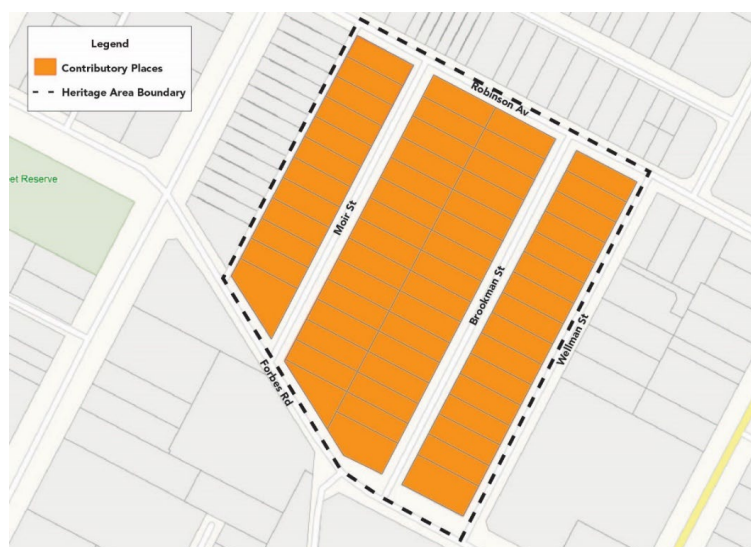 Legend
Contributory Places
Heritage Area Boundary
Robinson Av
et Reserve
Moir St
Brookman St
Wellman St
Forbes Rd